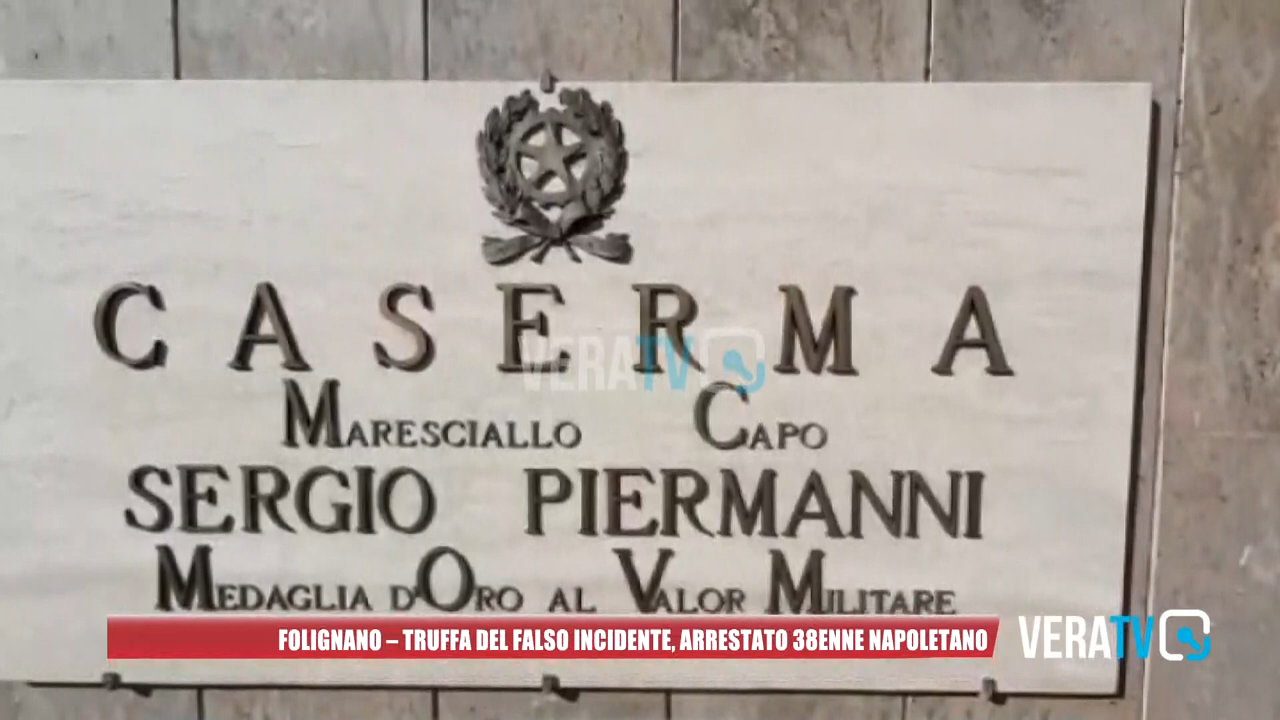 CASERMA
VERATV
MARESCIALLO CAPO
SERGIO PIERMANNI
MEDAGLIA D'ORO AL VALOR MILITARE
FOLIGNANO – TRUFFA DEL FALSO INCIDENTE, ARRESTATO 38ENNE NAPOLETANO
VERATV